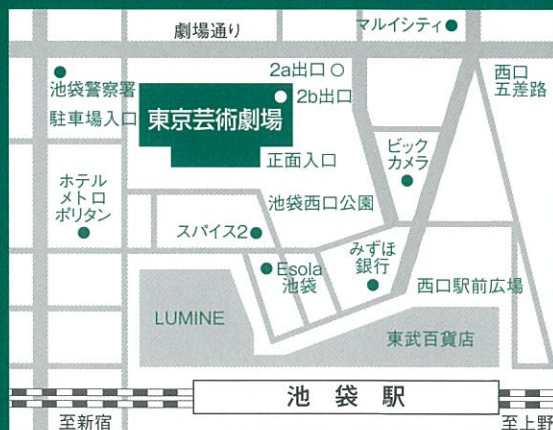 劇場通り
マルイシティ
2a出口
西口
五差路
池袋警察署
2b出口
駐車場入口
東京芸術劇場
正面入口
ビック
カメラ
ホテル
メトロ
ポリタン
池袋西口公園
スパイス2
みずほ
銀行
Esola
池袋
西口駅前広場
LUMINE
東武百貨店
池袋駅
至新宿
至上野